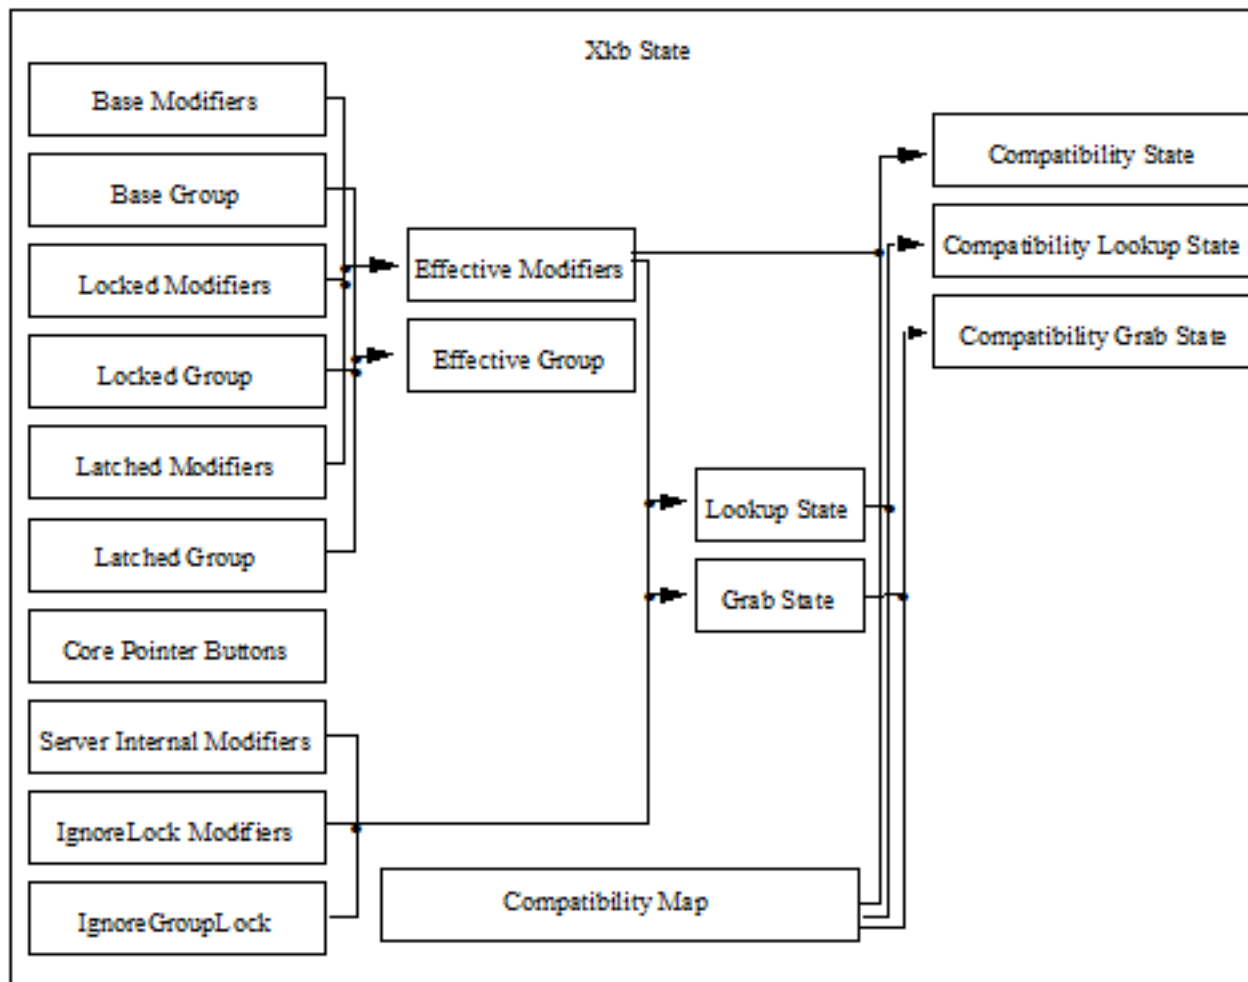 Xkb State
Base Modifiers
Base Group
Locked Modifiers
Locked Group
Latched Modifiers
Latched Group
Core Pointer Buttons
Server Internal Modifiers
IgnoreLock Modifiers
IgnoreGroupLock
Effective Modifiers
Effective Group
Lookup State
Grab State
Compatibility Map
Compatibility State
Compatibility Lookup State
Compatibility Grab State